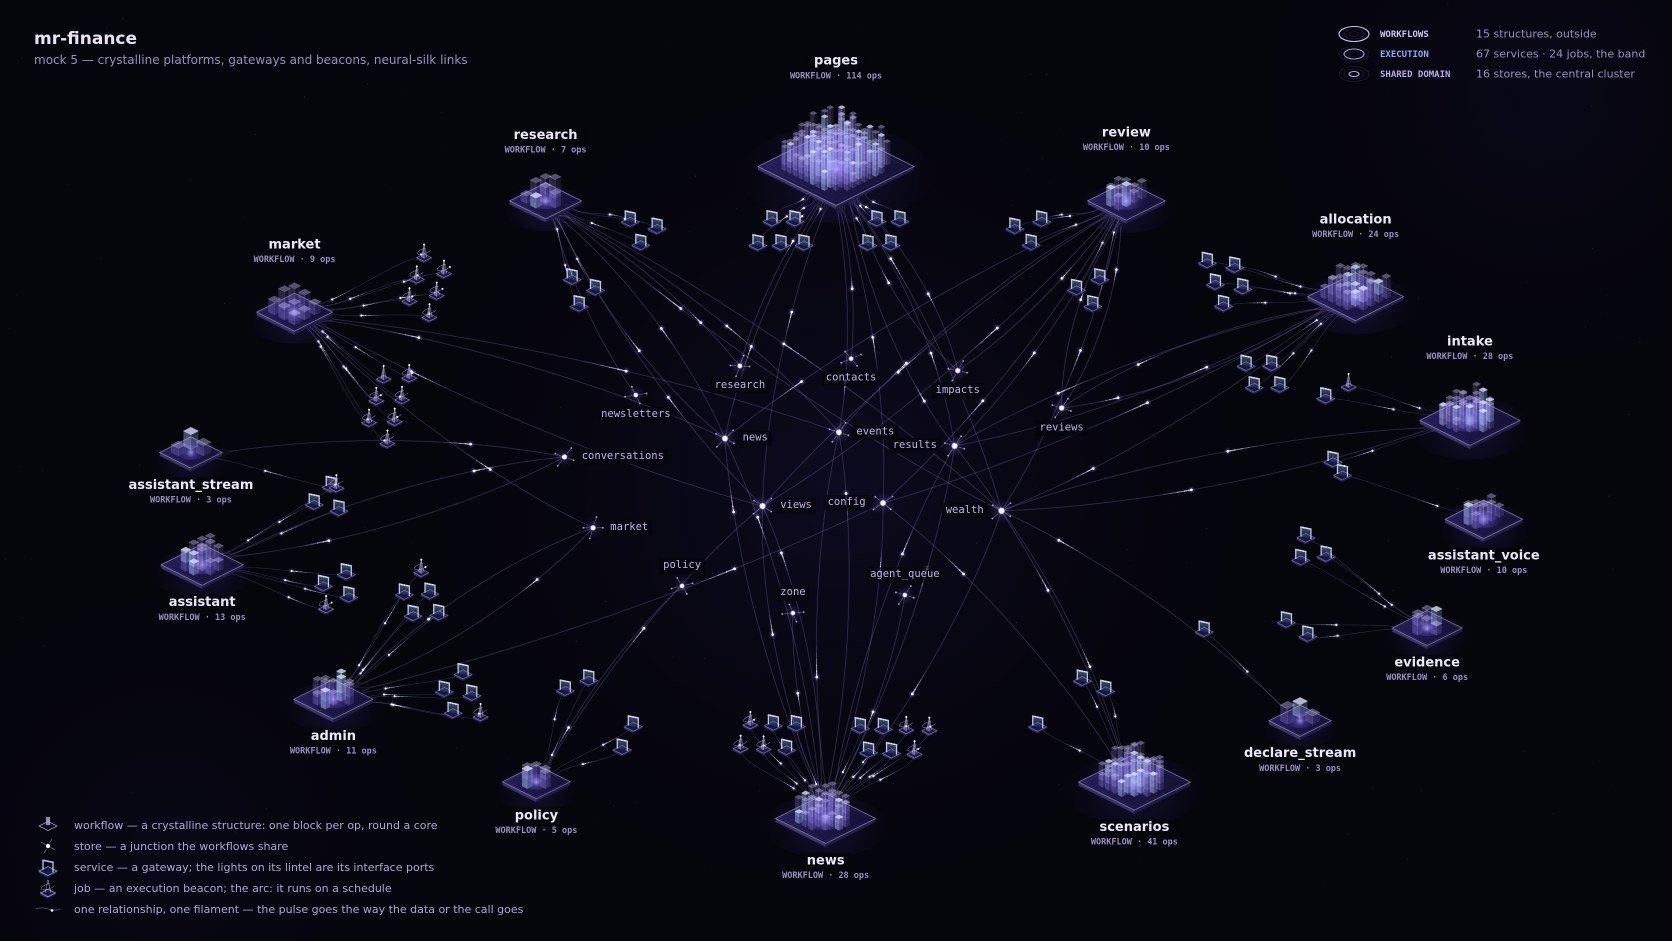 mr-finance
mock 5 — crystalline platforms, gateways and beacons, neural-silk links
WORKFLOWS 15 structures, outside
EXECUTION 67 services · 24 jobs, the band
SHARED DOMAIN 16 stores, the central cluster
pages
WORKFLOW · 114 ops
research
WORKFLOW · 7 ops
review
WORKFLOW · 10 ops
allocation
WORKFLOW · 24 ops
market
WORKFLOW · 9 ops
intake
WORKFLOW · 28 ops
research
contacts
impacts
newsletters
reviews
news
events
results
conversations
assistant_stream
WORKFLOW · 3 ops
views
config
wealth
market
assistant_voice
WORKFLOW · 10 ops
policy
agent_queue
zone
assistant
WORKFLOW · 13 ops
evidence
WORKFLOW · 6 ops
admin
WORKFLOW · 11 ops
declare_stream
WORKFLOW · 3 ops
policy
WORKFLOW · 5 ops
scenarios
WORKFLOW · 41 ops
news
WORKFLOW · 28 ops
workflow — a crystalline structure: one block per op, round a core
store — a junction the workflows share
service — a gateway; the lights on its lintel are its interface ports
job — an execution beacon; the arc: it runs on a schedule
one relationship, one filament — the pulse goes the way the data or the call goes